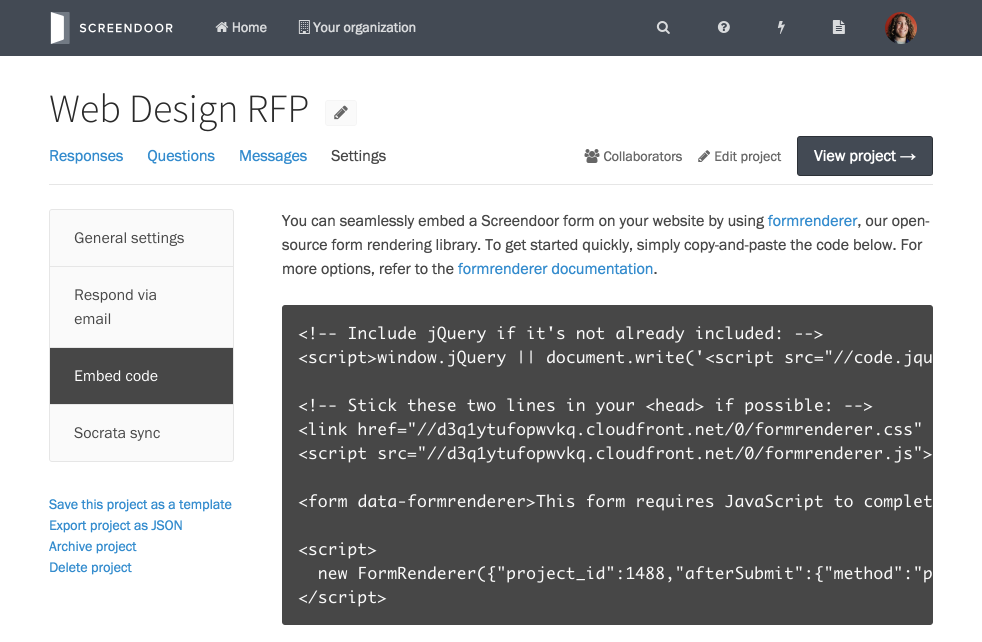 SCREENDOOR
Home
Your organization
Web Design RFP
Responses
Questions
Messages
Settings
Collaborators
Edit project
View project →
General settings
Respond via
email
Embed code
Socrata sync
Save this project as a template
Export project as JSON
Archive project
Delete project
You can seamlessly embed a Screendoor form on your website by using formrenderer, our open-
source form rendering library. To get started quickly, simply copy-and-paste the code below. For
more options, refer to the formrenderer documentation.
<!-- Include jQuery if it's not already included: -->
<script>window.jQuery || document.write('<script src="//code.jqu
<!-- Stick these two lines in your <head> if possible: -->
<link href="//d3q1ytufopwvkq.cloudfront.net/0/formrenderer.css"
<script src="//d3q1ytufopwvkq.cloudfront.net/0/formrenderer.js">
<form data-formrenderer>This form requires JavaScript to complet
<script>
new FormRenderer({"project_id":1488,"afterSubmit":{"method":"p
</script>